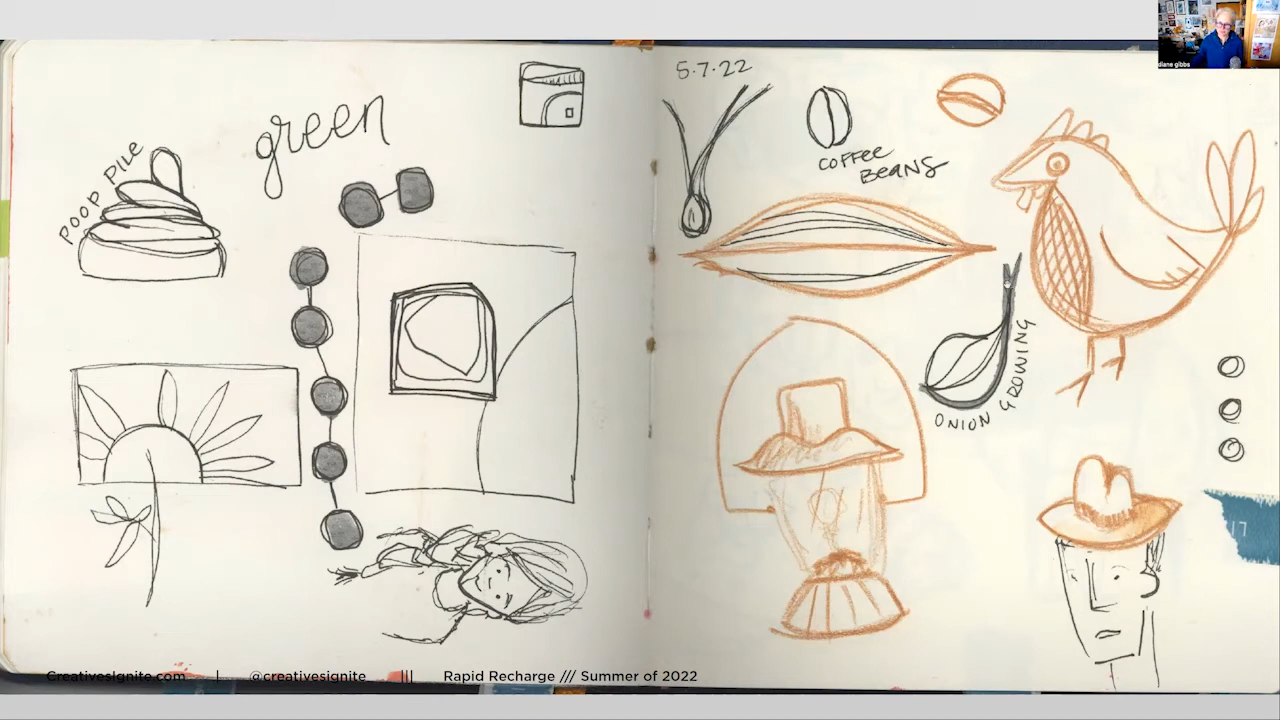 diane gibbs
green
POOP PILE
5.7.22
COFFEE
BEANS
ONION GROWING
17
CreativesIgnite.com | @creativesignite ||| Rapid Recharge /// Summer of 2022